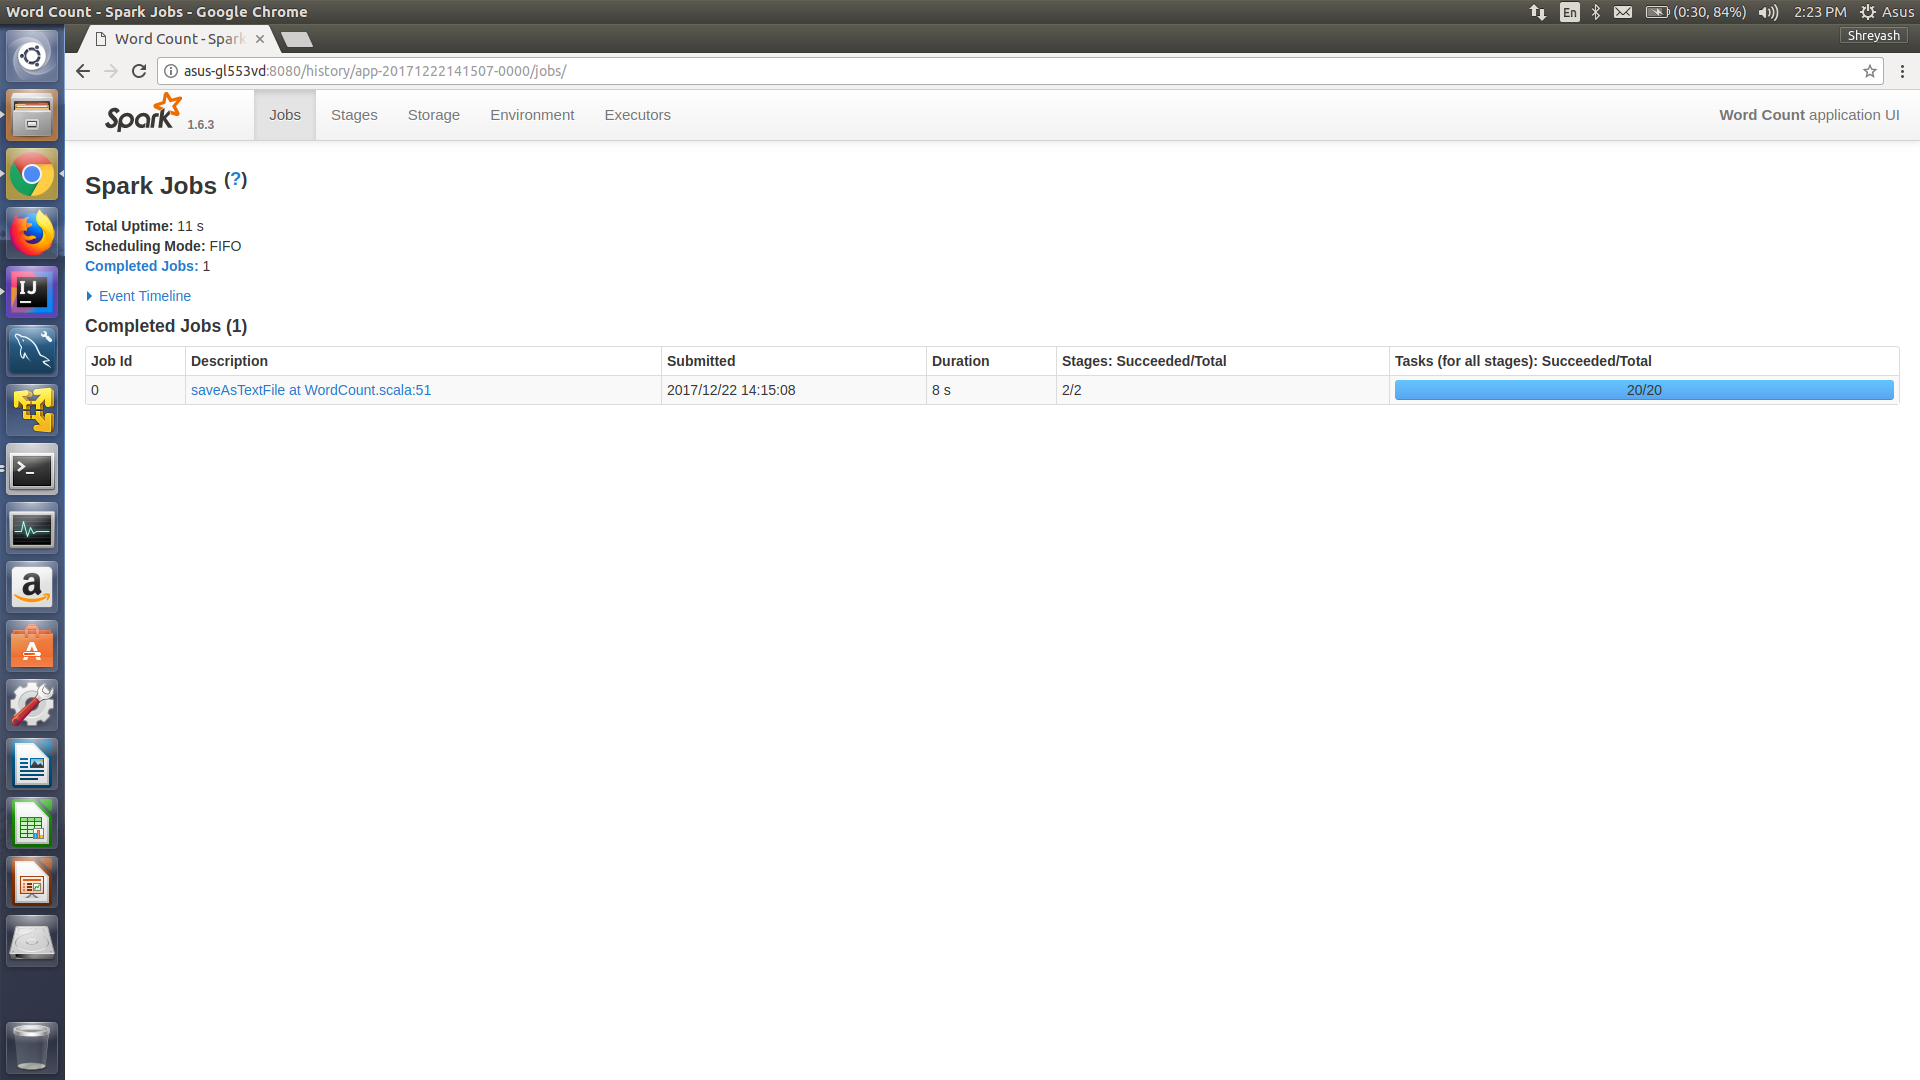 Word Count - Spark Jobs - Google Chrome
En
(0:30, 84%)
2:23 PM
Asus
Word Count - Spark
Shreyash
asus-gl553vd:8080/history/app-20171222141507-0000/jobs/
Spark 1.6.3
Jobs
Stages
Storage
Environment
Executors
Word Count application UI
Spark Jobs (?)
Total Uptime: 11 s
Scheduling Mode: FIFO
Completed Jobs: 1
Event Timeline
Completed Jobs (1)
Job Id Description Submitted Duration Stages: Succeeded/Total Tasks (for all stages): Succeeded/Total
0 saveAsTextFile at WordCount.scala:51 2017/12/22 14:15:08 8 s 2/2 20/20
IJ
>_
a
A